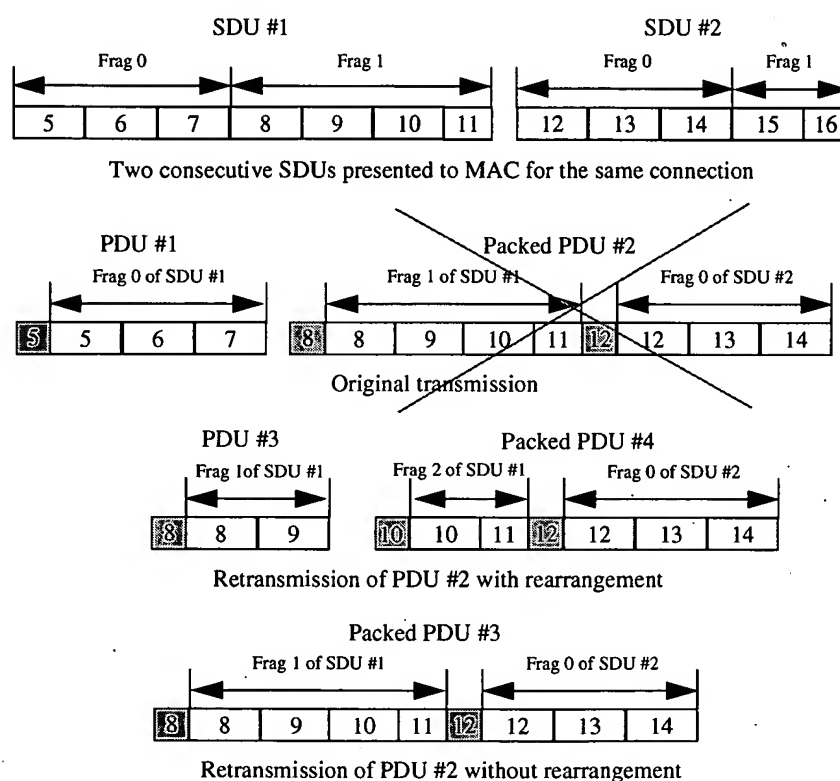 SDU #1 SDU #2
Frag 0 Frag 1 Frag 0 Frag 1
5 6 7 8 9 10 11 12 13 14 15 16
Two consecutive SDUs presented to MAC for the same connection
PDU #1 Packed PDU #2
Frag 0 of SDU #1 Frag 1 of SDU #1 Frag 0 of SDU #2
5 5 6 7 8 8 9 10 11 12 12 13 14
Original transmission
PDU #3 Packed PDU #4
Frag 1of SDU #1 Frag 2 of SDU #1 Frag 0 of SDU #2
8 8 9 10 10 11 12 12 13 14
Retransmission of PDU #2 with rearrangement
Packed PDU #3
Frag 1 of SDU #1 Frag 0 of SDU #2
8 8 9 10 11 12 12 13 14
Retransmission of PDU #2 without rearrangement